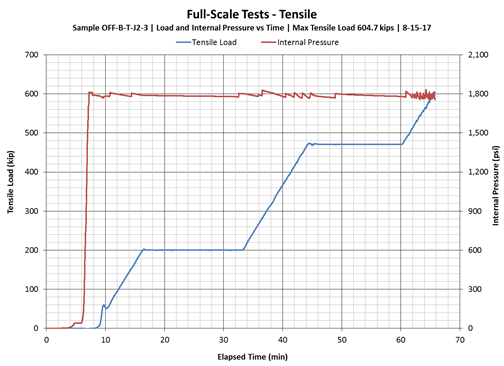 Full-Scale Tests - Tensile
Sample OFF-B-T-J2-3 | Load and Internal Pressure vs Time | Max Tensile Load 604.7 kips | 8-15-17
Tensile Load Internal Pressure
700 2,100
600 1,800
500 1,500
400 1,200
300 900
200 600
100 300
0 0
0 10 20 30 40 50 60 70
Tensile Load (kip)
Internal Pressure (psi)
Elapsed Time (min)